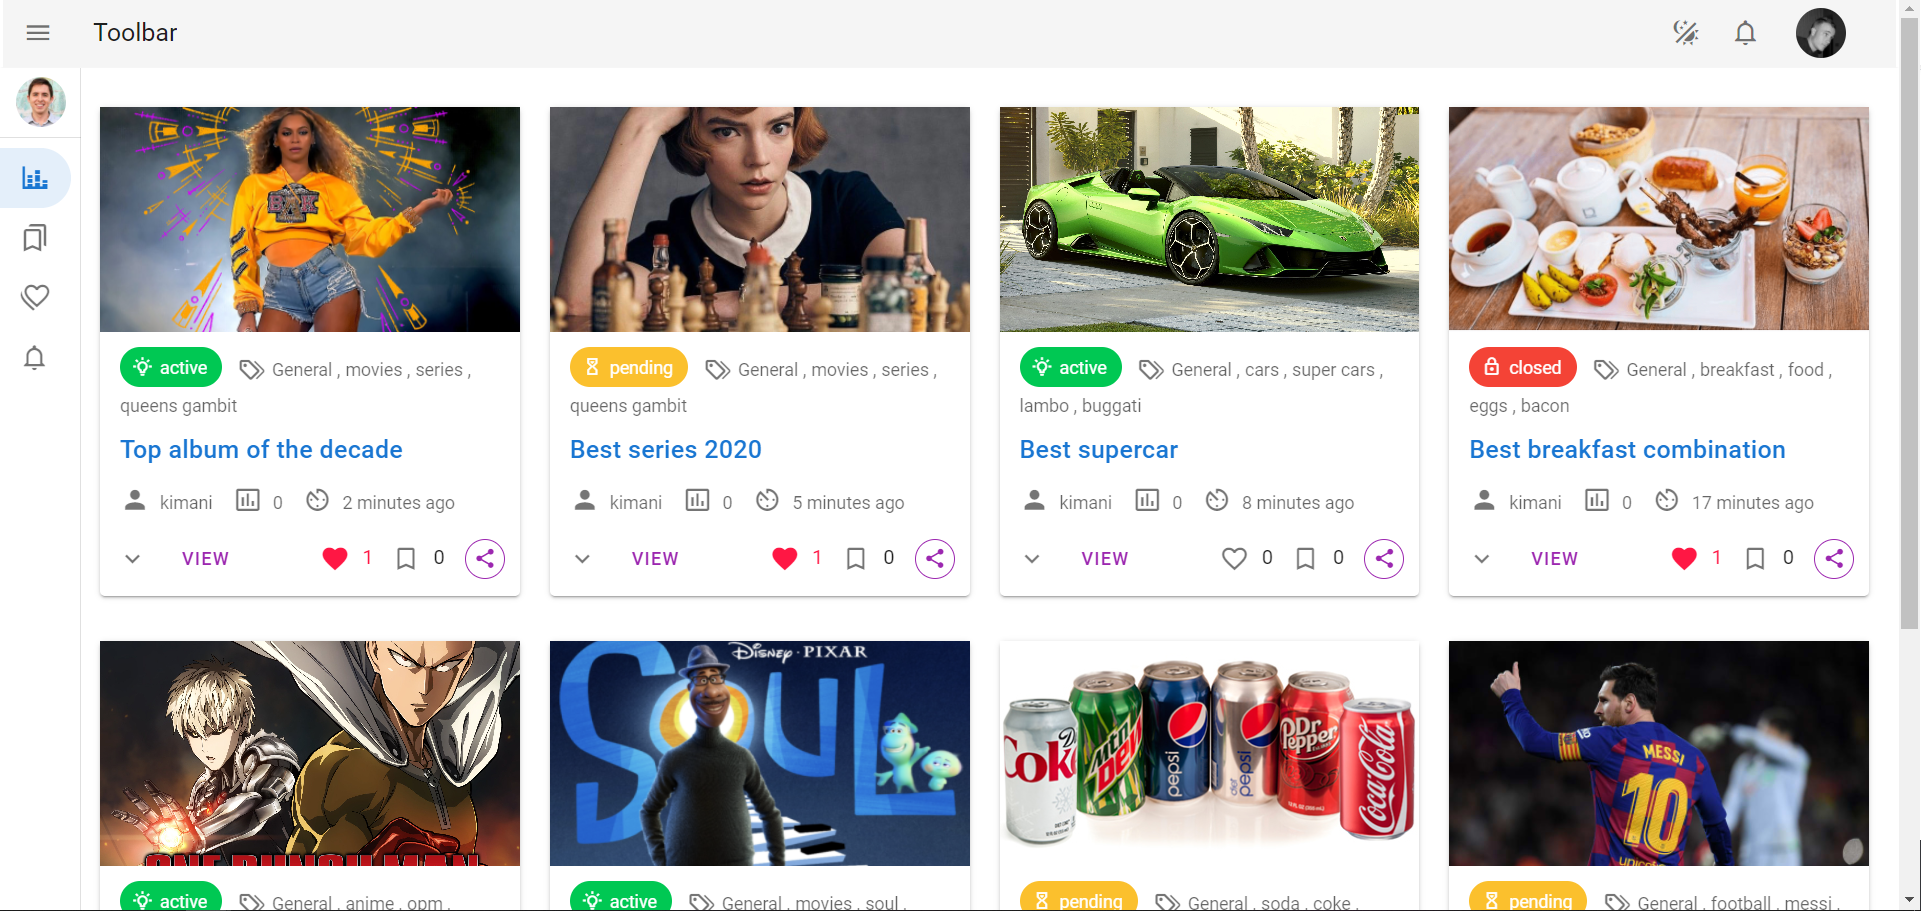 Toolbar
active General , movies , series ,
queens gambit
Top album of the decade
kimani 0 2 minutes ago
VIEW 1 0
pending General , movies , series ,
queens gambit
Best series 2020
kimani 0 5 minutes ago
VIEW 1 0
active General , cars , super cars ,
lambo , buggati
Best supercar
kimani 0 8 minutes ago
VIEW 0 0
closed General , breakfast , food ,
eggs , bacon
Best breakfast combination
kimani 0 17 minutes ago
VIEW 1 0
ONE PUNCH MAN
active General , anime , opm ,
Disney · PIXAR
SOUL
active General , movies , soul ,
Coke
Mtn Dew
pepsi
diet pepsi
Dr Pepper
Coca-Cola
pending General , soda , coke ,
MESSI
10
pending General , football , messi ,